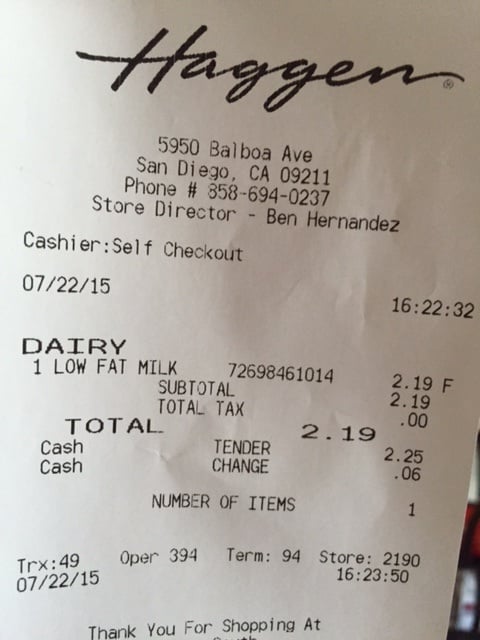 Haggen®
5950 Balboa Ave
San Diego, CA 09211
Phone # 858-694-0237
Store Director - Ben Hernandez
Cashier:Self Checkout
07/22/15 16:22:32
DAIRY
1 LOW FAT MILK 72698461014 2.19 F
SUBTOTAL 2.19
TOTAL TAX .00
TOTAL 2.19
Cash TENDER 2.25
Cash CHANGE .06
NUMBER OF ITEMS 1
Trx:49 Oper 394 Term: 94 Store: 2190
07/22/15 16:23:50
Thank You For Shopping At